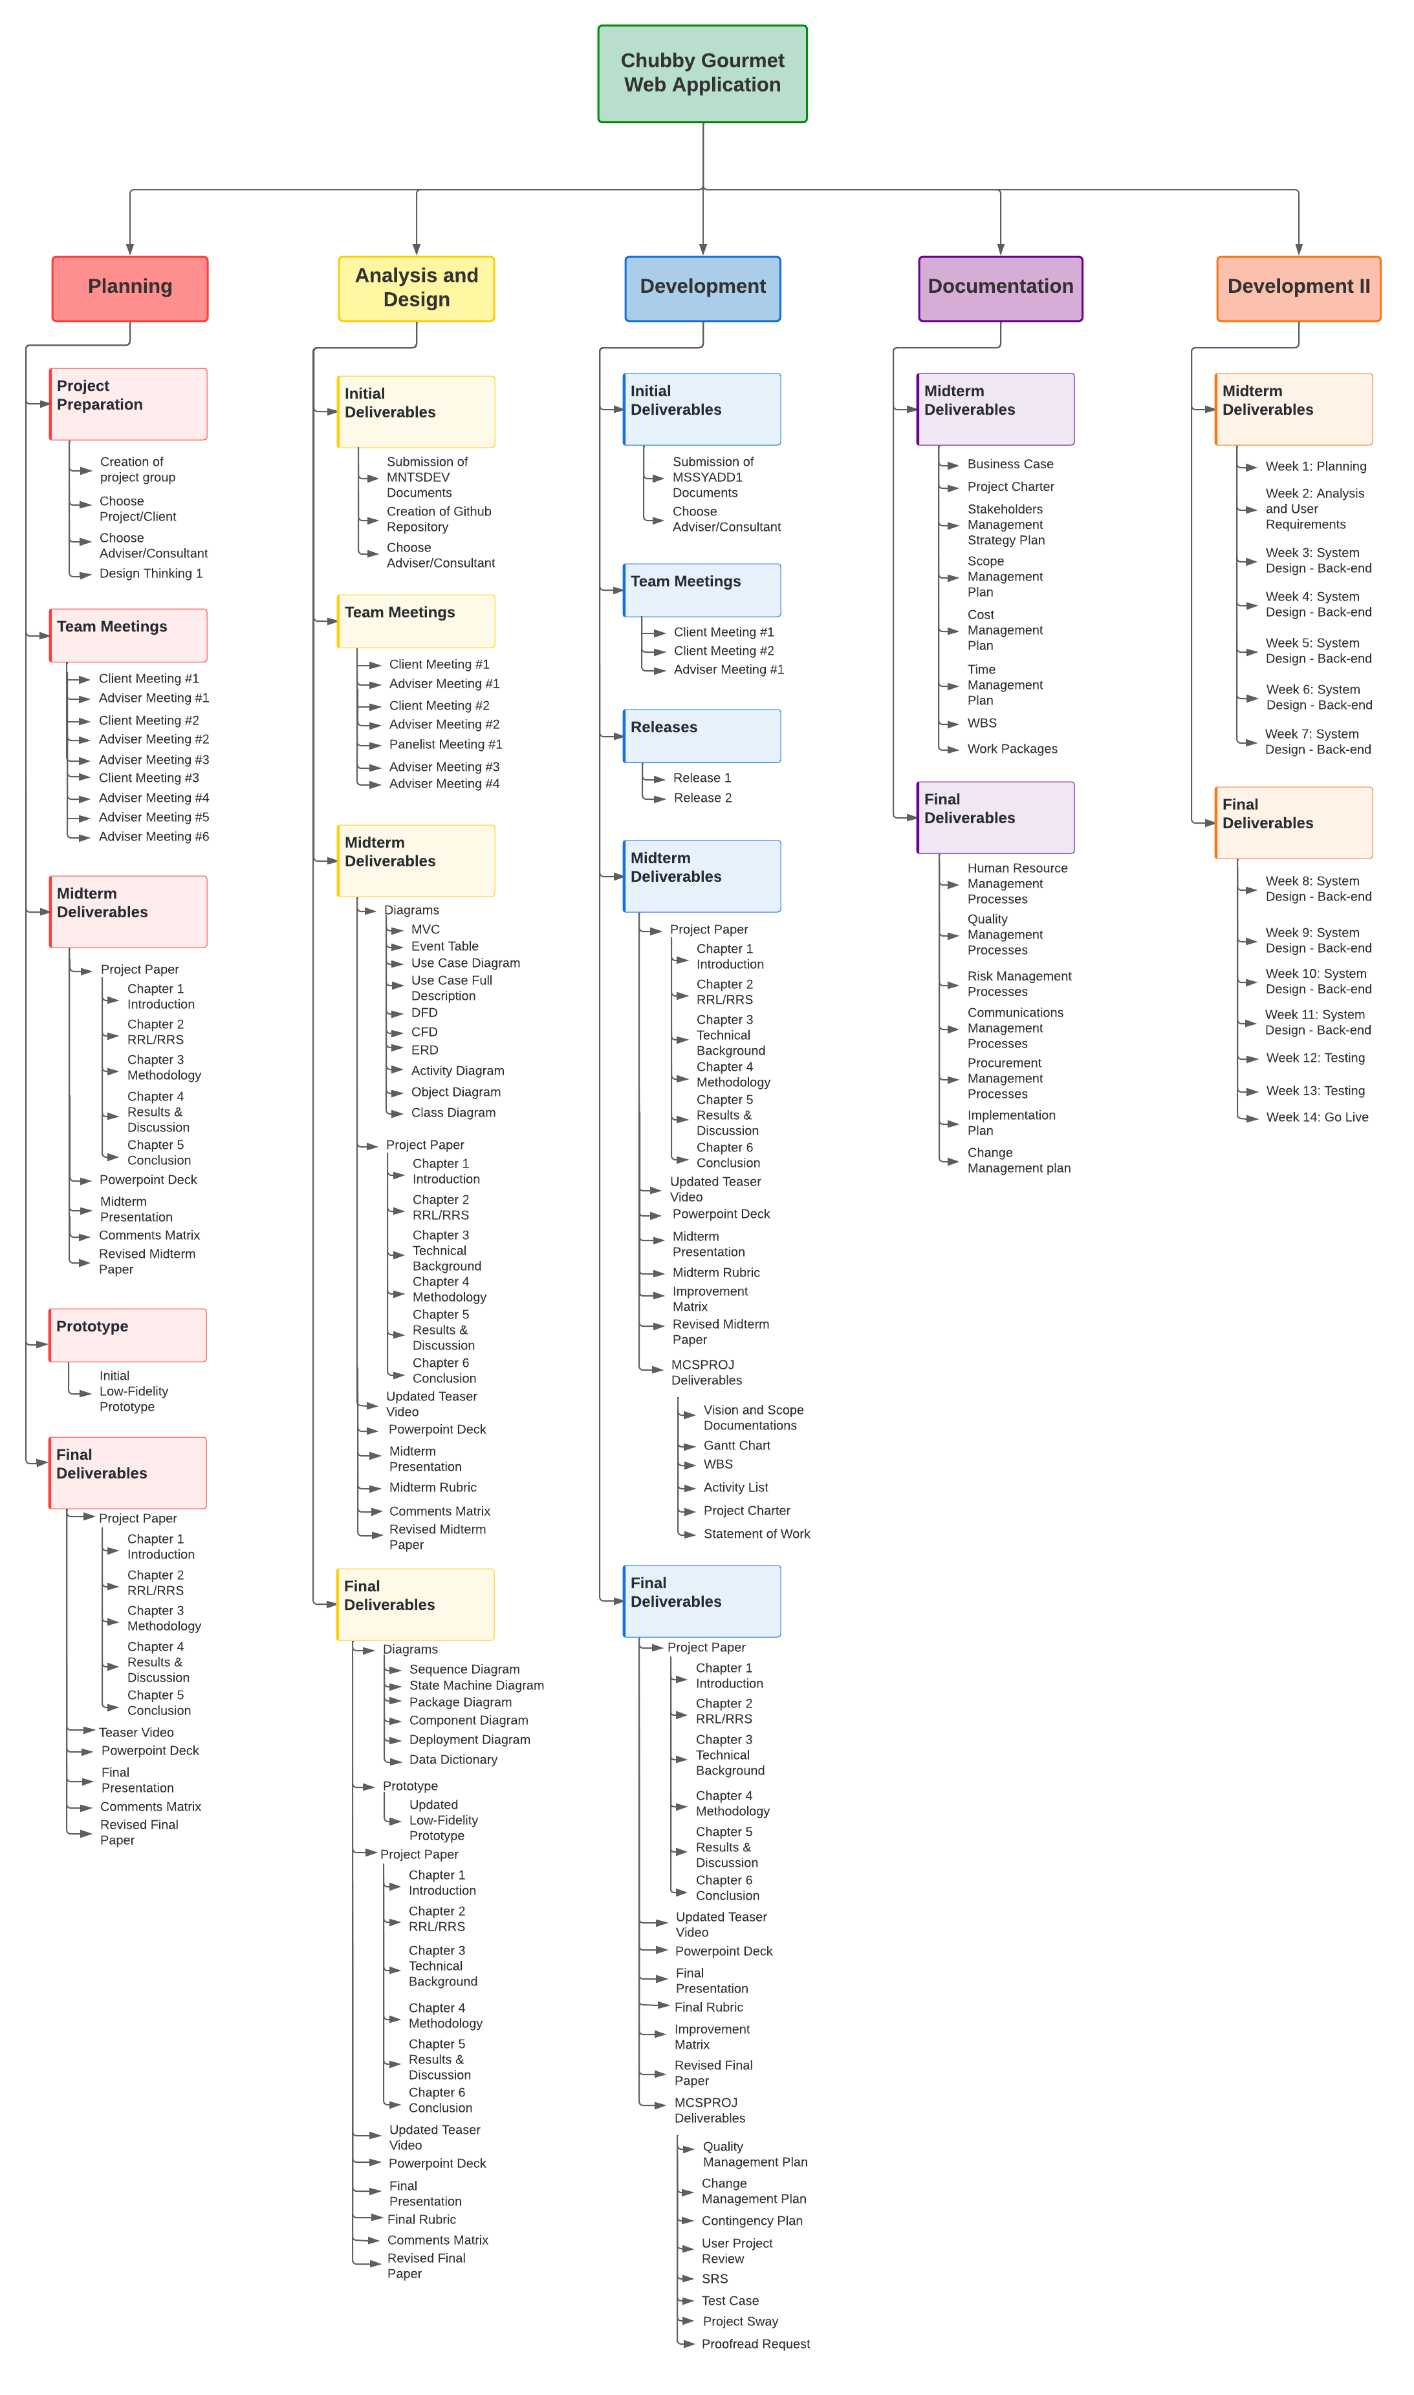 Chubby Gourmet
Web Application
Planning
Project
Preparation
Creation of
project group
Choose
Project/Client
Choose
Adviser/Consultant
Design Thinking 1
Team Meetings
Client Meeting #1
Adviser Meeting #1
Client Meeting #2
Adviser Meeting #2
Adviser Meeting #3
Client Meeting #3
Adviser Meeting #4
Adviser Meeting #5
Adviser Meeting #6
Midterm
Deliverables
Project Paper
Chapter 1
Introduction
Chapter 2
RRL/RRS
Chapter 3
Methodology
Chapter 4
Results &
Discussion
Chapter 5
Conclusion
Powerpoint Deck
Midterm
Presentation
Comments Matrix
Revised Midterm
Paper
Prototype
Initial
Low-Fidelity
Prototype
Final
Deliverables
Project Paper
Chapter 1
Introduction
Chapter 2
RRL/RRS
Chapter 3
Methodology
Chapter 4
Results &
Discussion
Chapter 5
Conclusion
Teaser Video
Powerpoint Deck
Final
Presentation
Comments Matrix
Revised Final
Paper
Analysis and
Design
Initial
Deliverables
Submission of
MNTSDEV
Documents
Creation of Github
Repository
Choose
Adviser/Consultant
Team Meetings
Client Meeting #1
Adviser Meeting #1
Client Meeting #2
Adviser Meeting #2
Panelist Meeting #1
Adviser Meeting #3
Adviser Meeting #4
Midterm
Deliverables
Diagrams
MVC
Event Table
Use Case Diagram
Use Case Full
Description
DFD
CFD
ERD
Activity Diagram
Object Diagram
Class Diagram
Project Paper
Chapter 1
Introduction
Chapter 2
RRL/RRS
Chapter 3
Technical
Background
Chapter 4
Methodology
Chapter 5
Results &
Discussion
Chapter 6
Conclusion
Updated Teaser
Video
Powerpoint Deck
Midterm
Presentation
Midterm Rubric
Comments Matrix
Revised Midterm
Paper
Final
Deliverables
Diagrams
Sequence Diagram
State Machine Diagram
Package Diagram
Component Diagram
Deployment Diagram
Data Dictionary
Prototype
Updated
Low-Fidelity
Prototype
Project Paper
Chapter 1
Introduction
Chapter 2
RRL/RRS
Chapter 3
Technical
Background
Chapter 4
Methodology
Chapter 5
Results &
Discussion
Chapter 6
Conclusion
Updated Teaser
Video
Powerpoint Deck
Final
Presentation
Final Rubric
Comments Matrix
Revised Final
Paper
Development
Initial
Deliverables
Submission of
MSSYADD1
Documents
Choose
Adviser/Consultant
Team Meetings
Client Meeting #1
Client Meeting #2
Adviser Meeting #1
Releases
Release 1
Release 2
Midterm
Deliverables
Project Paper
Chapter 1
Introduction
Chapter 2
RRL/RRS
Chapter 3
Technical
Background
Chapter 4
Methodology
Chapter 5
Results &
Discussion
Chapter 6
Conclusion
Updated Teaser
Video
Powerpoint Deck
Midterm
Presentation
Midterm Rubric
Improvement
Matrix
Revised Midterm
Paper
MCSPROJ
Deliverables
Vision and Scope
Documentations
Gantt Chart
WBS
Activity List
Project Charter
Statement of Work
Final
Deliverables
Project Paper
Chapter 1
Introduction
Chapter 2
RRL/RRS
Chapter 3
Technical
Background
Chapter 4
Methodology
Chapter 5
Results &
Discussion
Chapter 6
Conclusion
Updated Teaser
Video
Powerpoint Deck
Final
Presentation
Final Rubric
Improvement
Matrix
Revised Final
Paper
MCSPROJ
Deliverables
Quality
Management Plan
Change
Management Plan
Contingency Plan
User Project
Review
SRS
Test Case
Project Sway
Proofread Request
Documentation
Midterm
Deliverables
Business Case
Project Charter
Stakeholders
Management
Strategy Plan
Scope
Management
Plan
Cost
Management
Plan
Time
Management
Plan
WBS
Work Packages
Final
Deliverables
Human Resource
Management
Processes
Quality
Management
Processes
Risk Management
Processes
Communications
Management
Processes
Procurement
Management
Processes
Implementation
Plan
Change
Management plan
Development II
Midterm
Deliverables
Week 1: Planning
Week 2: Analysis
and User
Requirements
Week 3: System
Design - Back-end
Week 4: System
Design - Back-end
Week 5: System
Design - Back-end
Week 6: System
Design - Back-end
Week 7: System
Design - Back-end
Final
Deliverables
Week 8: System
Design - Back-end
Week 9: System
Design - Back-end
Week 10: System
Design - Back-end
Week 11: System
Design - Back-end
Week 12: Testing
Week 13: Testing
Week 14: Go Live